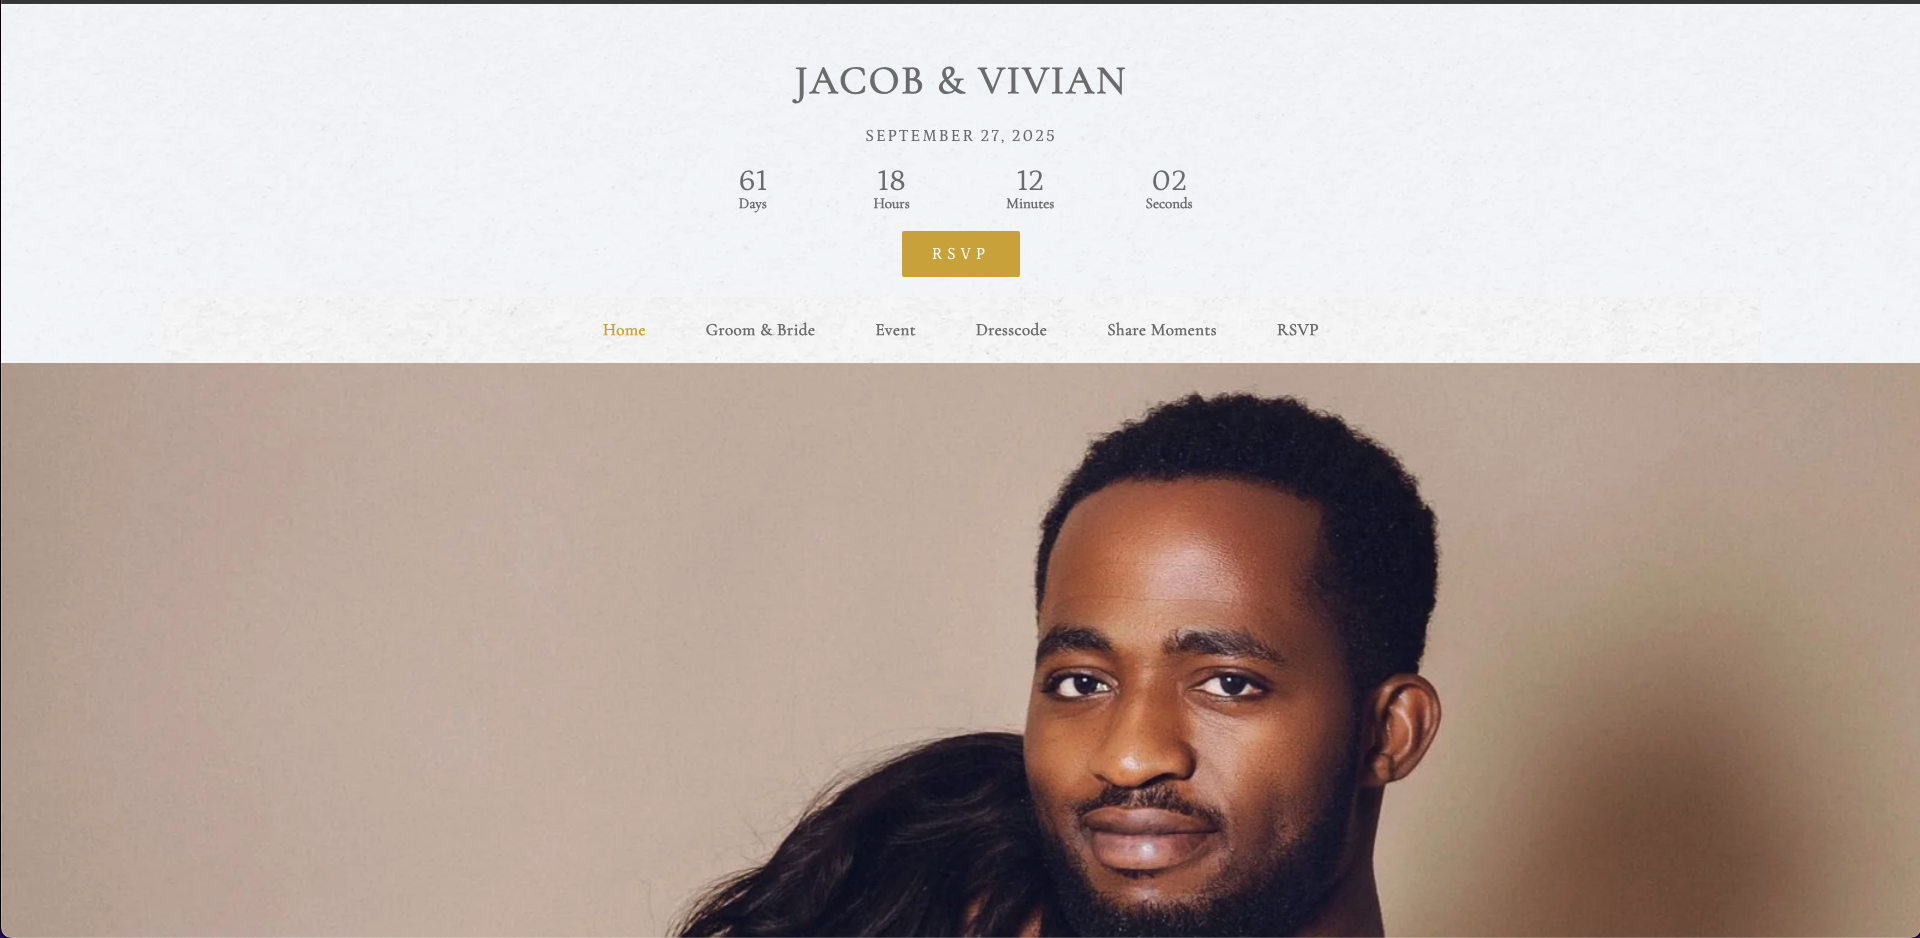 JACOB & VIVIAN
SEPTEMBER 27, 2025
61 18 12 02
Days Hours Minutes Seconds
RSVP
Home Groom & Bride Event Dresscode Share Moments RSVP